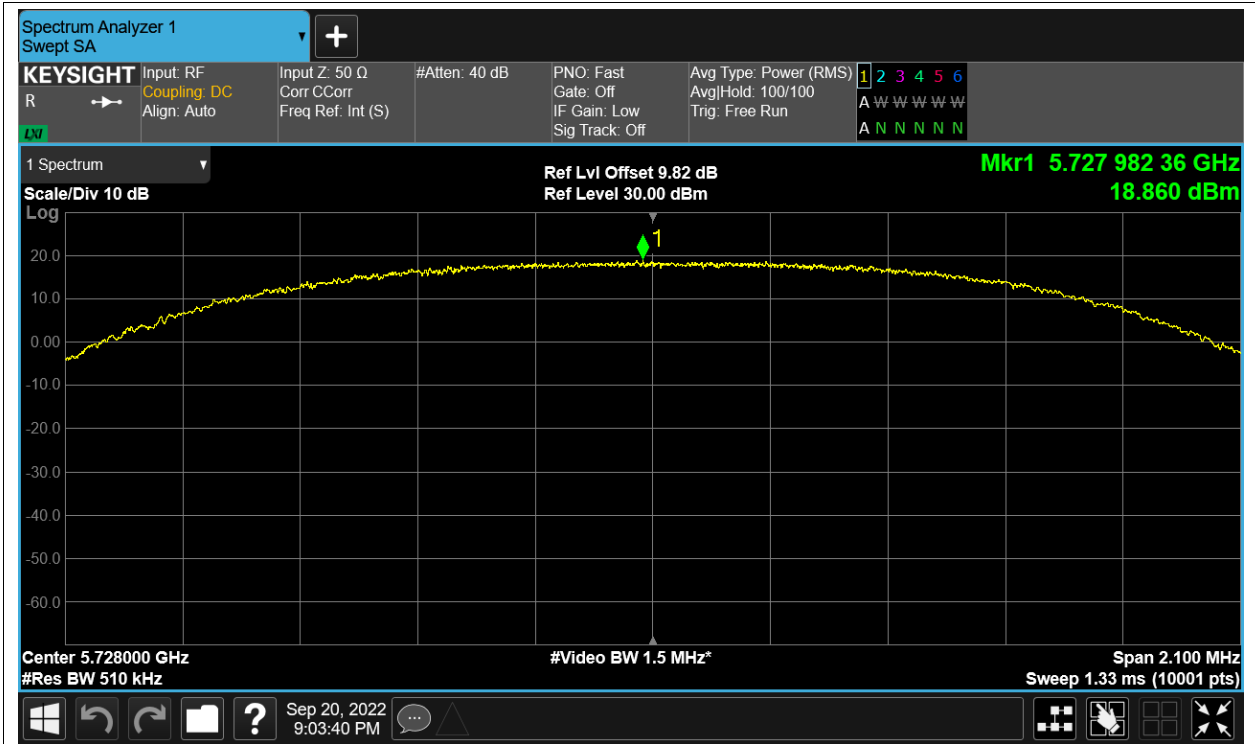 Spectrum Analyzer 1
Swept SA
KEYSIGHT
R
LXI
Input: RF
Coupling: DC
Align: Auto
Input Z: 50 Ω
Corr CCorr
Freq Ref: Int (S)
#Atten: 40 dB
PNO: Fast
Gate: Off
IF Gain: Low
Sig Track: Off
Avg Type: Power (RMS)
Avg|Hold: 100/100
Trig: Free Run
1 2 3 4 5 6
A W W W W W
A N N N N N
1 Spectrum
Scale/Div 10 dB
Ref Lvl Offset 9.82 dB
Ref Level 30.00 dBm
Mkr1 5.727 982 36 GHz
18.860 dBm
Log
1
20.0
10.0
0.00
-10.0
-20.0
-30.0
-40.0
-50.0
-60.0
Center 5.728000 GHz
#Video BW 1.5 MHz*
Span 2.100 MHz
#Res BW 510 kHz
Sweep 1.33 ms (10001 pts)
?
Sep 20, 2022
9:03:40 PM